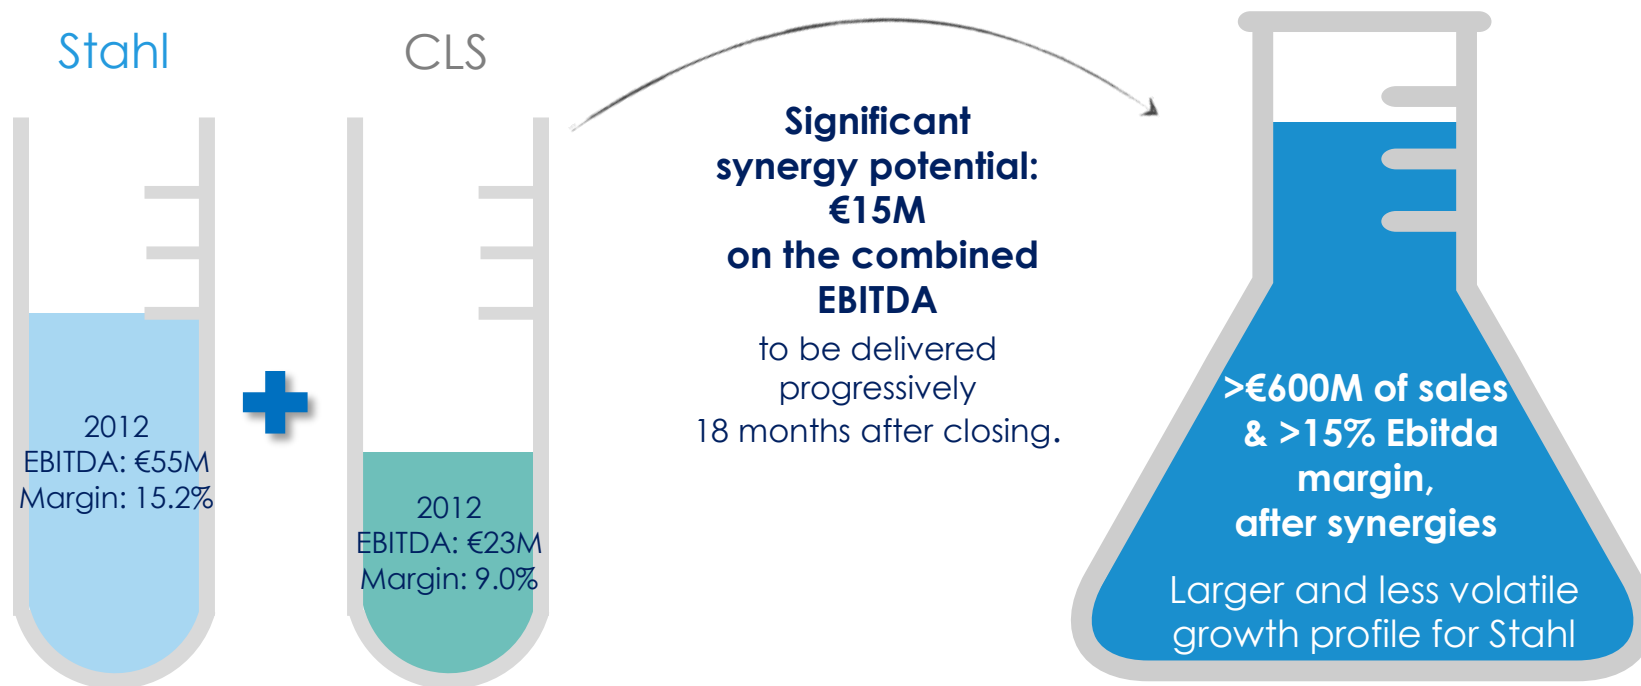 Stahl
CLS
2012
EBITDA: €55M
Margin: 15.2%
2012
EBITDA: €23M
Margin: 9.0%
Significant
synergy potential:
€15M
on the combined
EBITDA
to be delivered
progressively
18 months after closing.
>€600M of sales
& >15% Ebitda
margin,
after synergies
Larger and less volatile
growth profile for Stahl